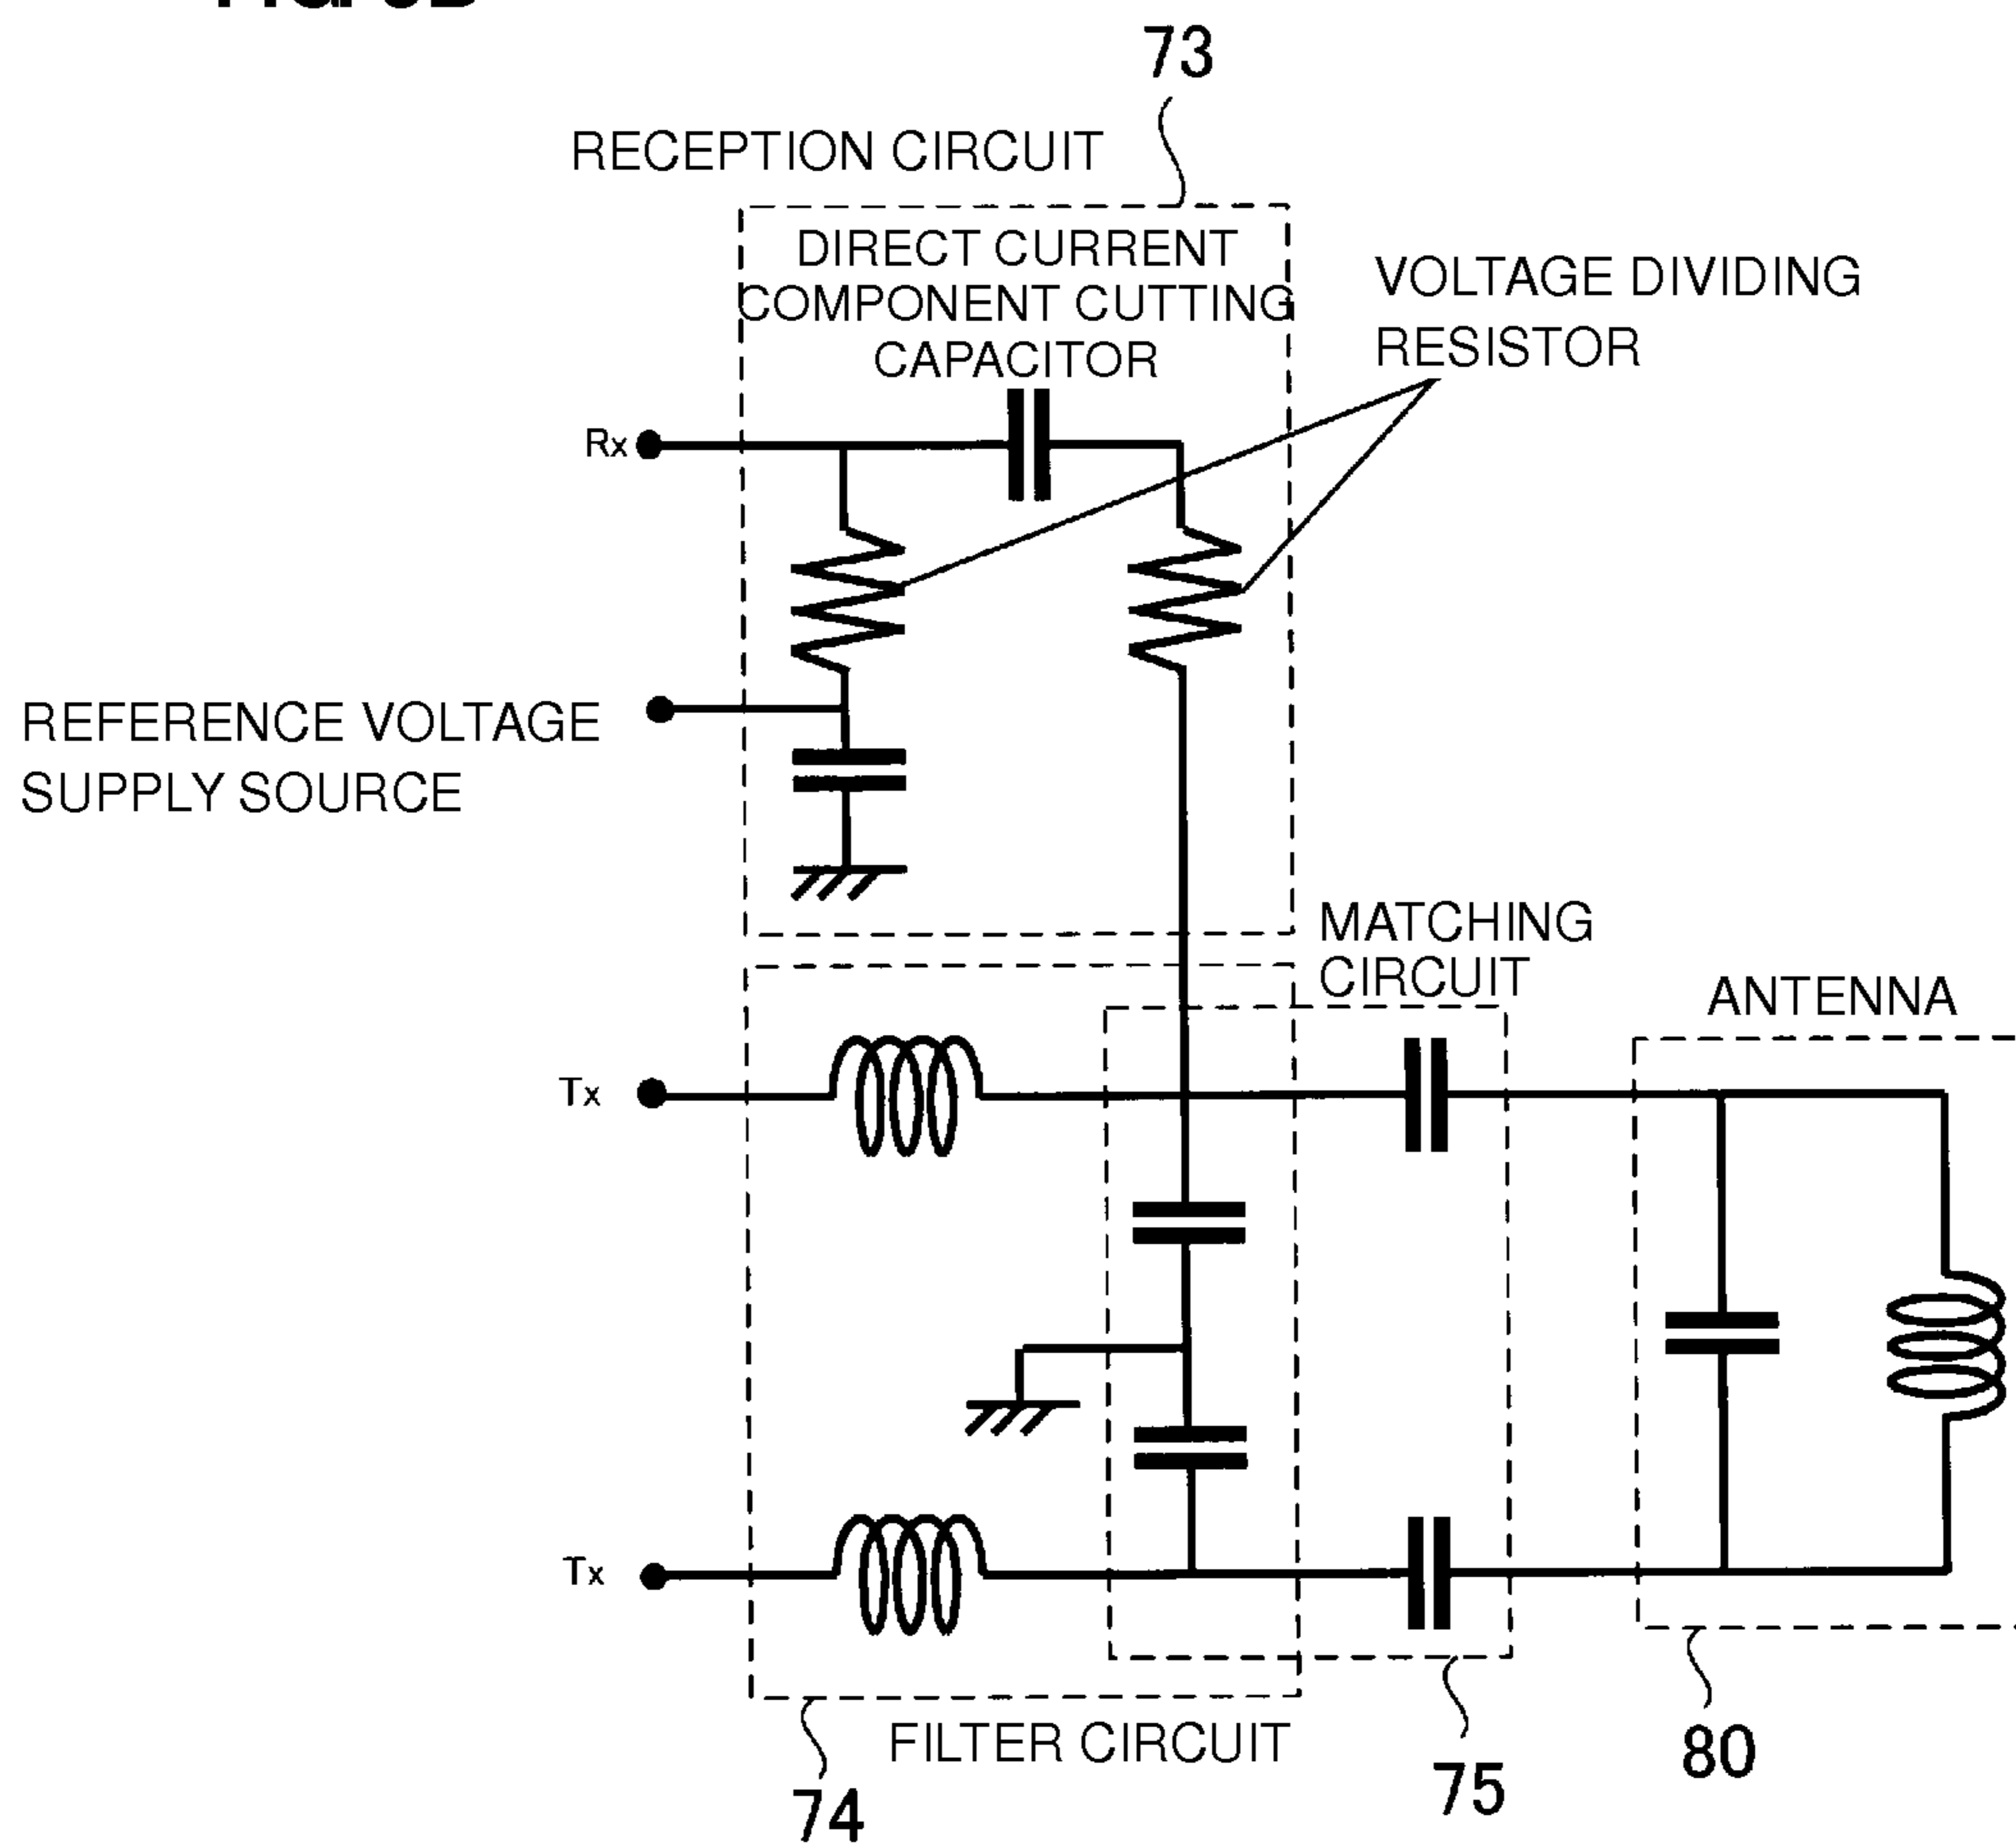 73
RECEPTION CIRCUIT
DIRECT CURRENT
COMPONENT CUTTING
CAPACITOR
VOLTAGE DIVIDING
RESISTOR
Rx
REFERENCE VOLTAGE
SUPPLY SOURCE
MATCHING
CIRCUIT
ANTENNA
Tx
Tx
FILTER CIRCUIT
74
75
80